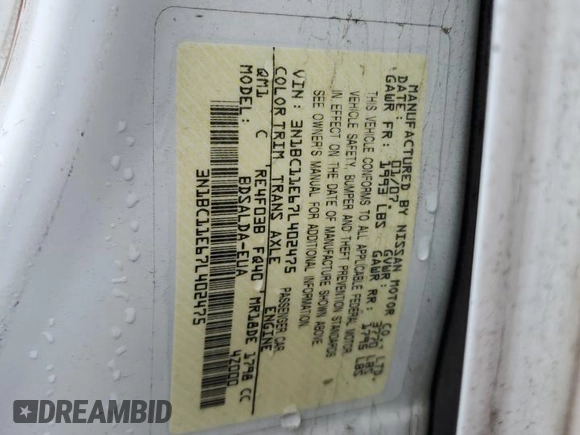 MANUFACTURED BY NISSAN MOTOR CO., LTD.
DATE: 01/07 GVWR: 3770 LBS
GAWR FR: 1993 LBS GAWR RR: 1795 LBS
THIS VEHICLE CONFORMS TO ALL APPLICABLE FEDERAL MOTOR
VEHICLE SAFETY, BUMPER AND THEFT PREVENTION STANDARDS
IN EFFECT ON THE DATE OF MANUFACTURE SHOWN ABOVE.
SEE OWNER'S MANUAL FOR ADDITIONAL INFORMATION.
VIN: 3N1BC11E67L402475 PASSENGER CAR
COLOR TRIM TRANS AXLE ENGINE
QM1 C RE4F03B FQ40 MR18DE 1798 CC
MODEL: BDSALDA-EUA 4Z000
3N1BC11E67L402475
DREAMBID